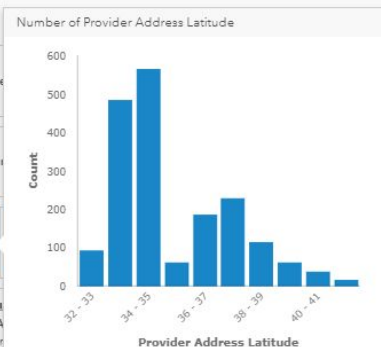 Number of Provider Address Latitude
600
500
400
300
200
100
0
Count
32 - 33
34 - 35
36 - 37
38 - 39
40 - 41
Provider Address Latitude